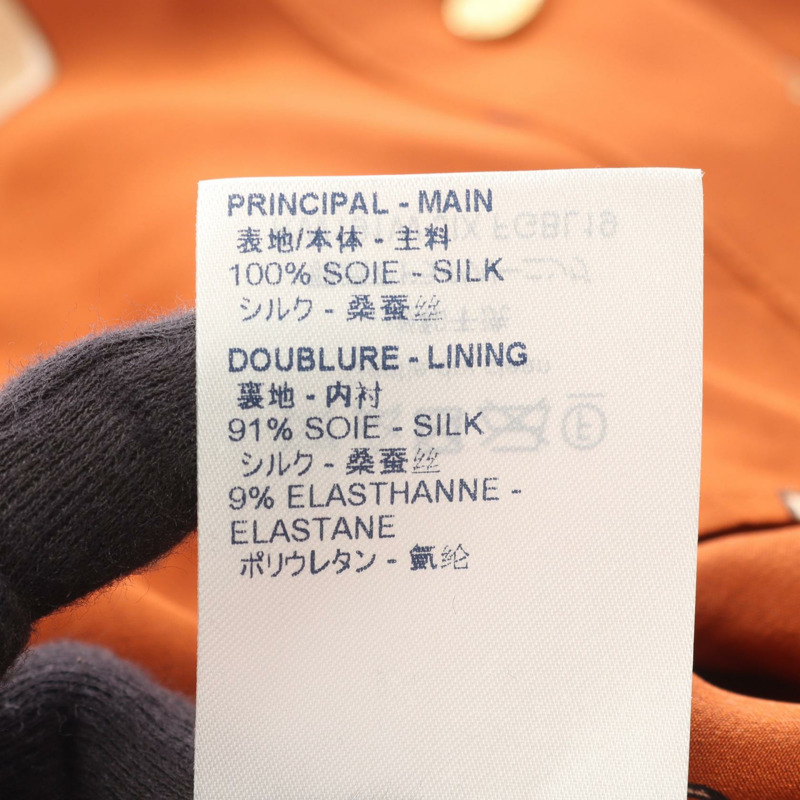 PRINCIPAL - MAIN
表地/本体 - 主料
100% SOIE - SILK
シルク - 桑蚕丝
DOUBLURE - LINING
裏地 - 内衬
91% SOIE - SILK
シルク - 桑蚕丝
9% ELASTHANNE -
ELASTANE
ポリウレタン - 氨纶